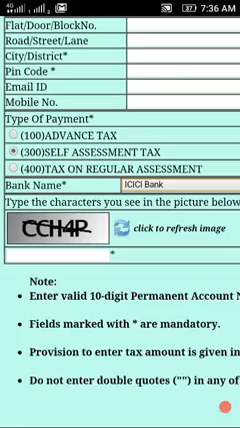 4G 1 2 37 7:36 AM
Flat/Door/BlockNo.
Road/Street/Lane
City/District*
Pin Code *
Email ID
Mobile No.
Type Of Payment*
(100)ADVANCE TAX
(300)SELF ASSESSMENT TAX
(400)TAX ON REGULAR ASSESSMENT
Bank Name* ICICI Bank
Type the characters you see in the picture below
CCH4P click to refresh image
*
Note:
• Enter valid 10-digit Permanent Account N
• Fields marked with * are mandatory.
• Provision to enter tax amount is given in
• Do not enter double quotes ("") in any of